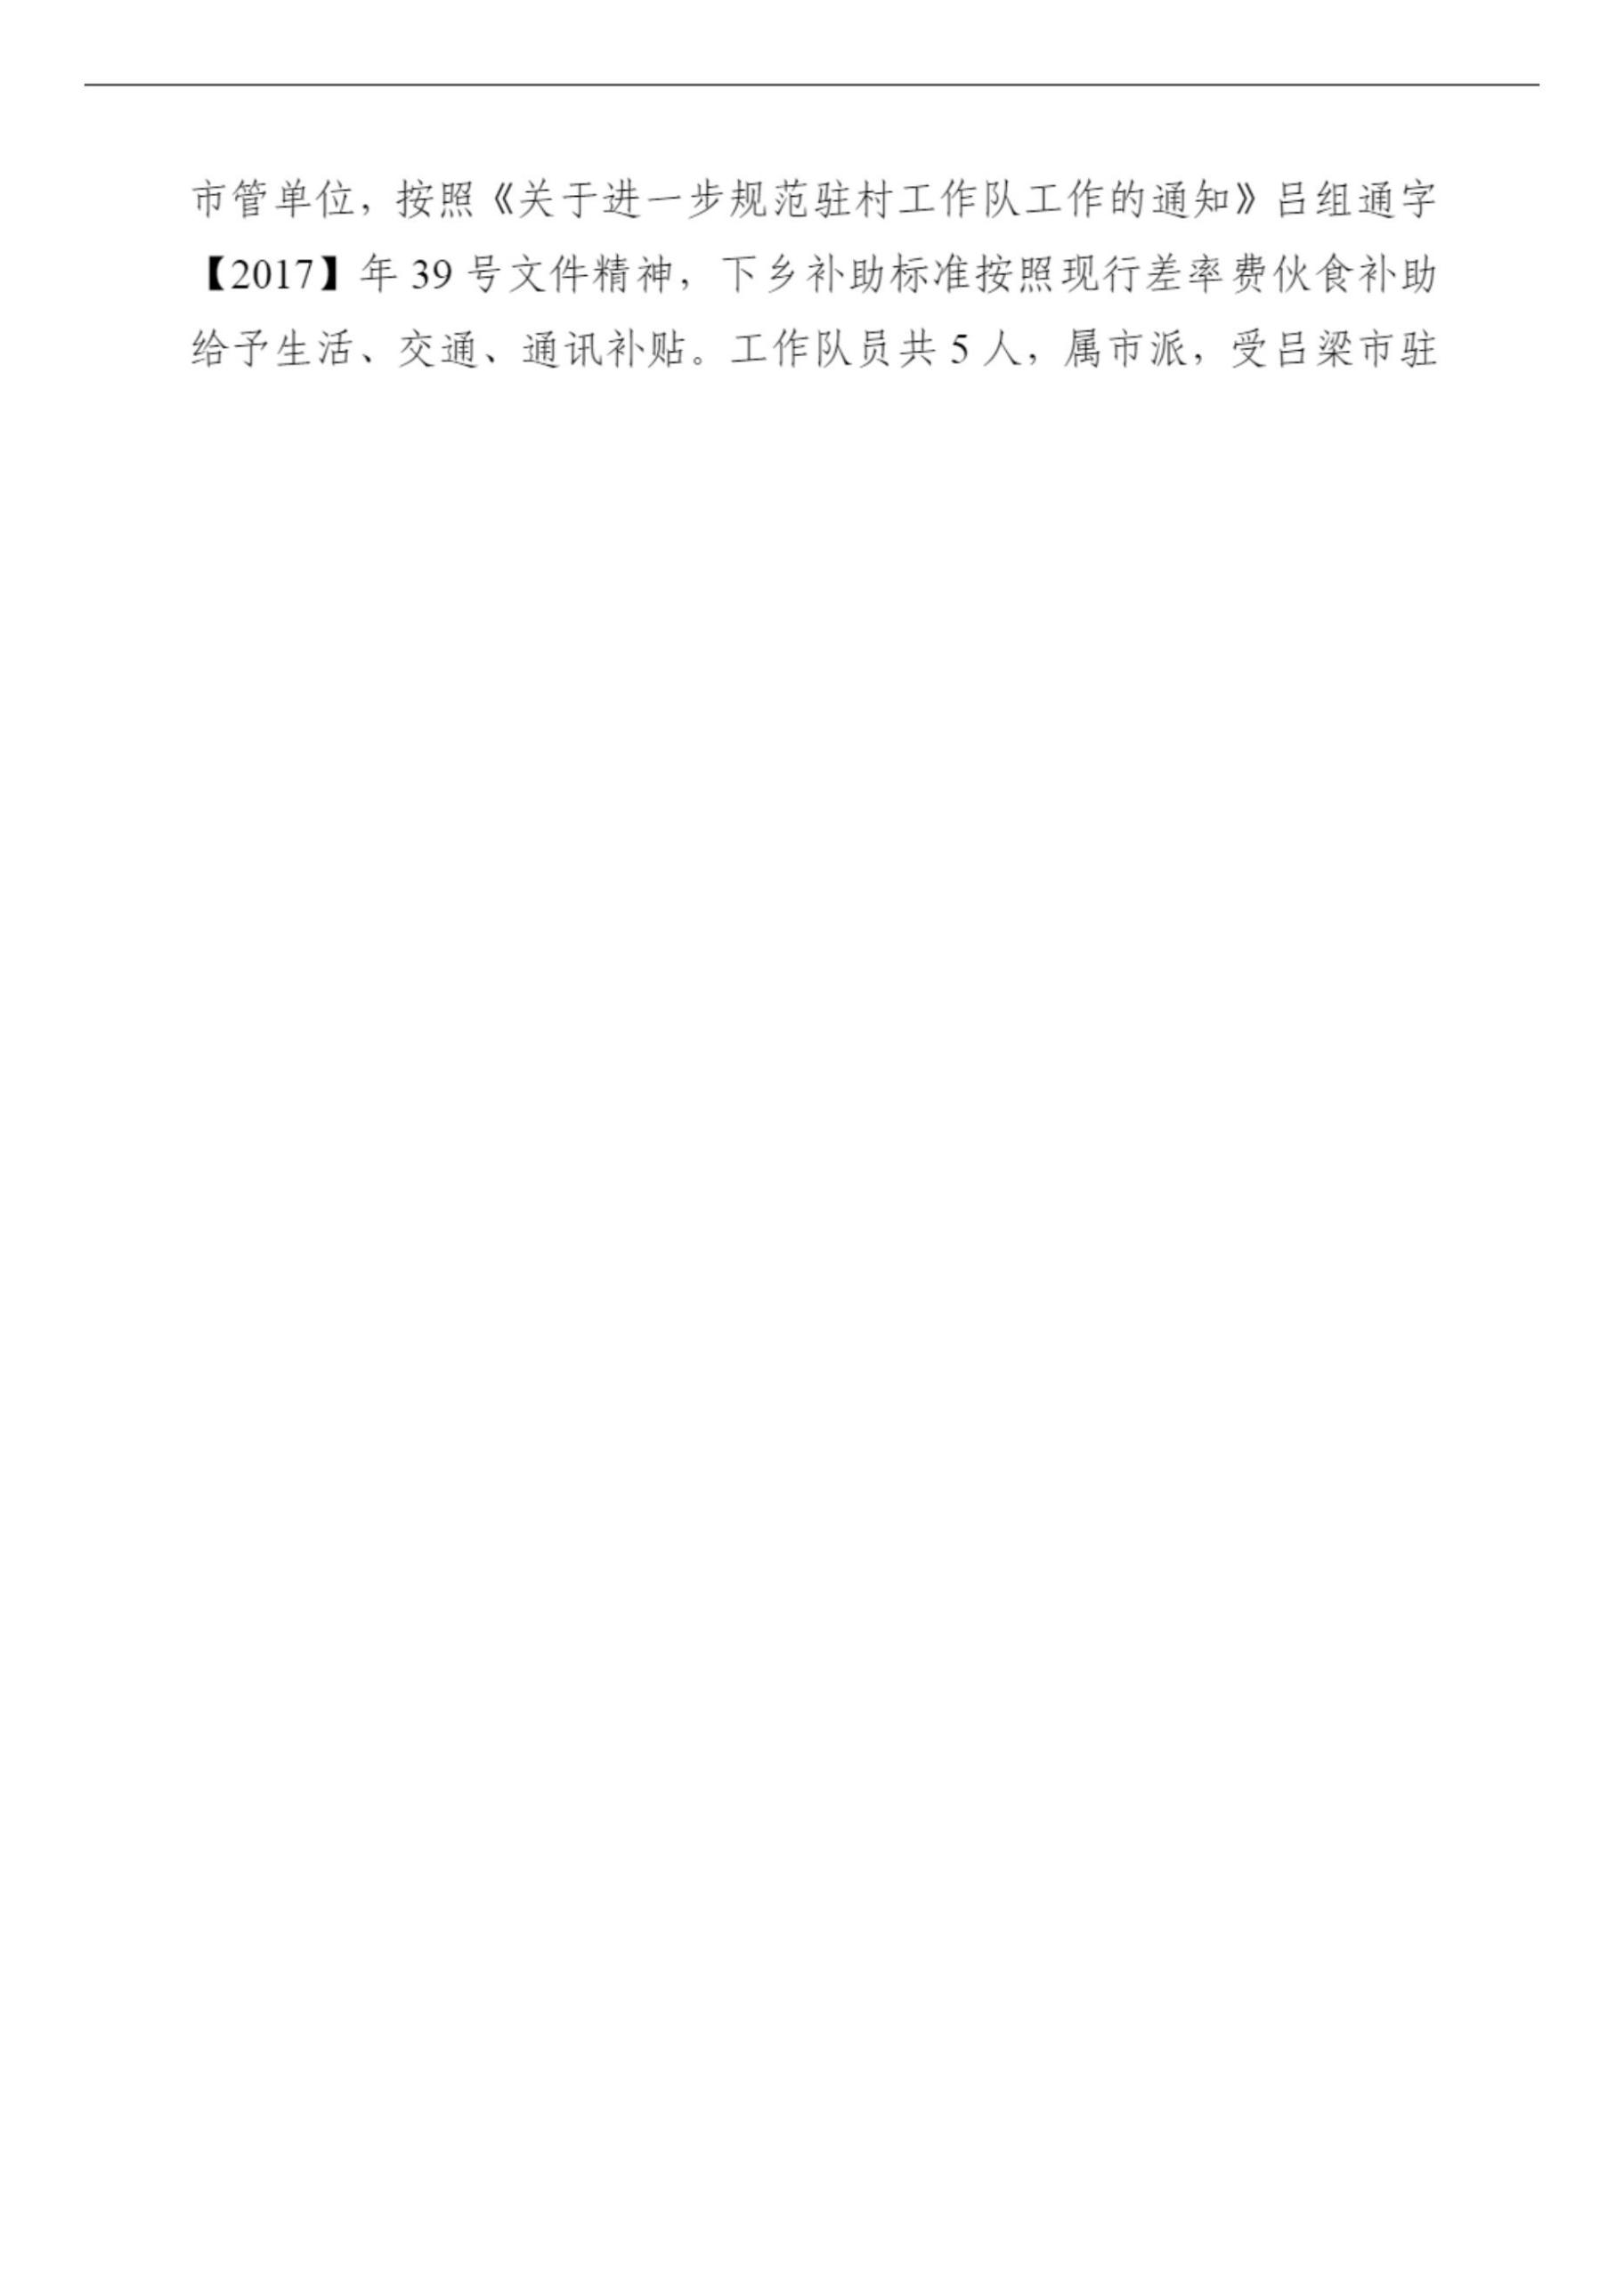 市管单位，按照《关于进一步规范驻村工作队工作的通知》吕组通字
【2017】年 39 号文件精神，下乡补助标准按照现行差率费伙食补助
给予生活、交通、通讯补贴。工作队员共 5 人，属市派，受吕梁市驻